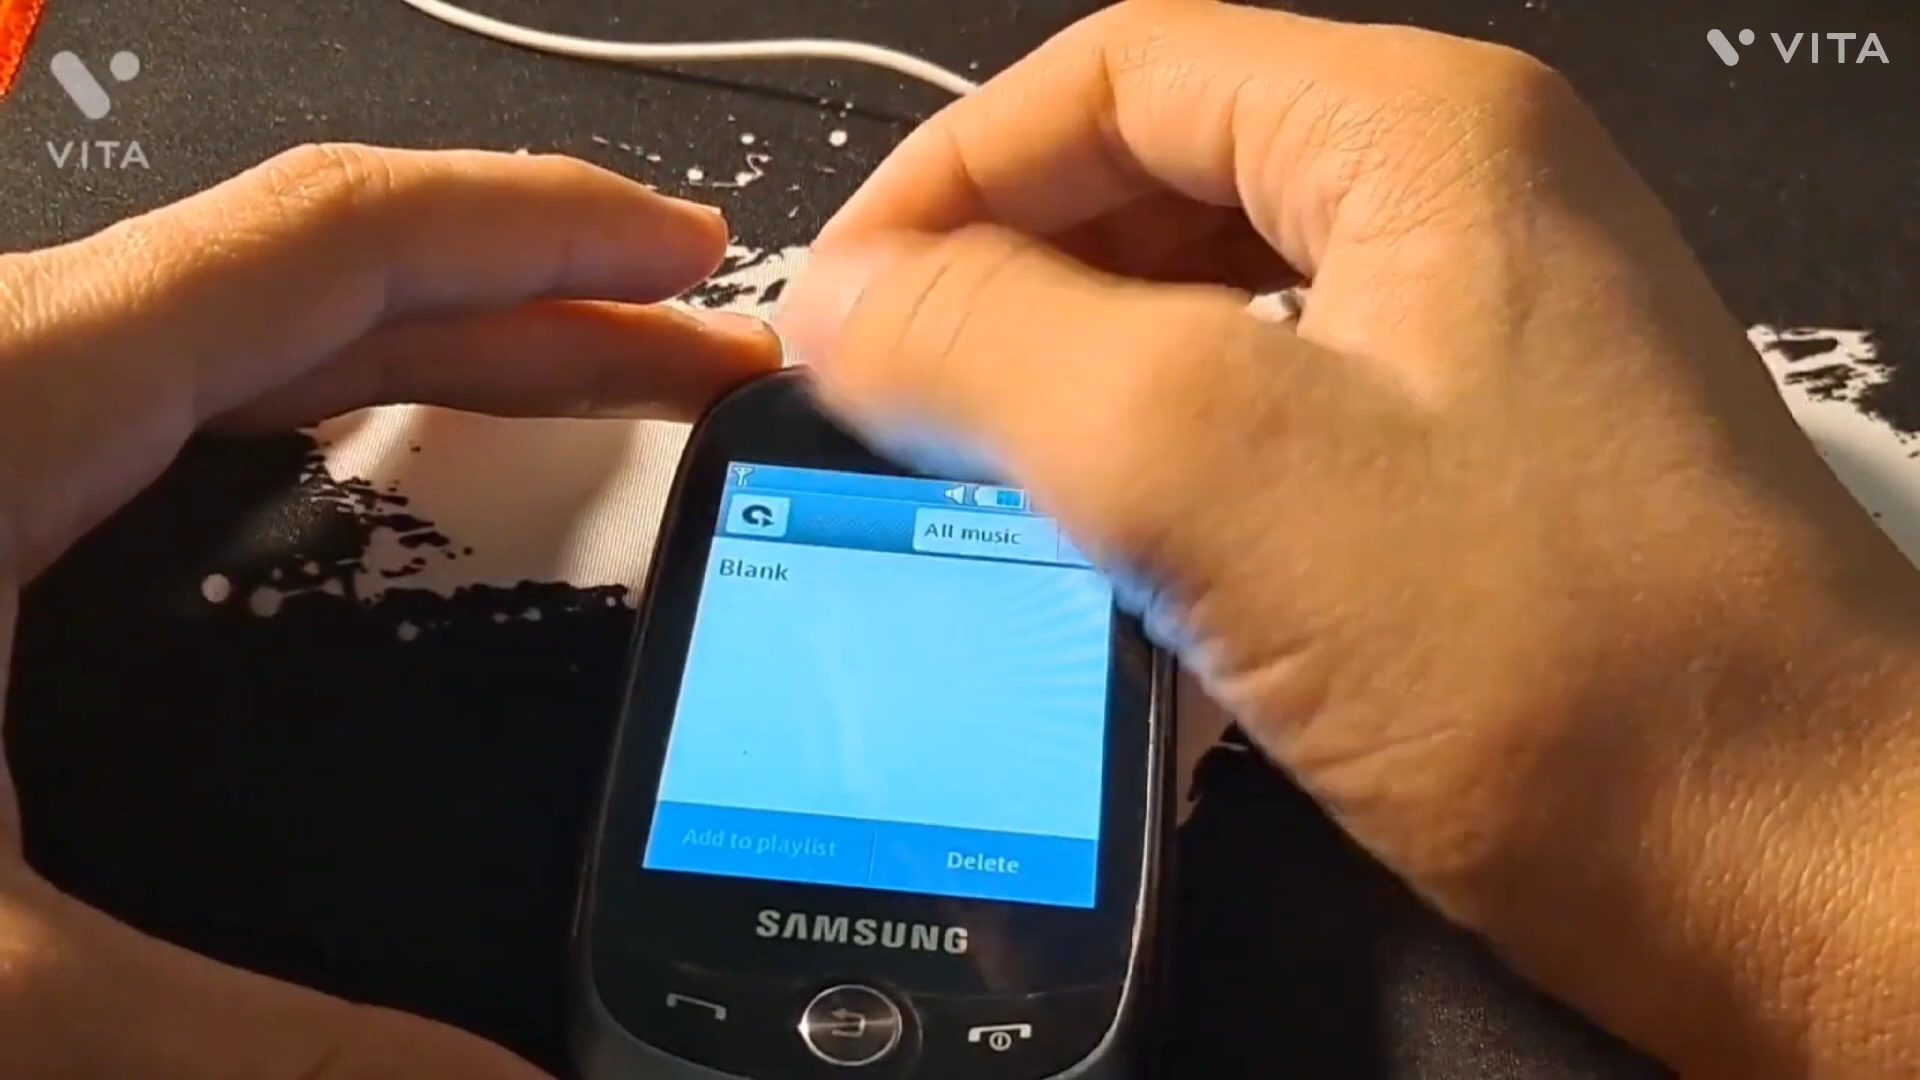 VITA
VITA
All music
Blank
Add to playlist
Delete
SAMSUNG